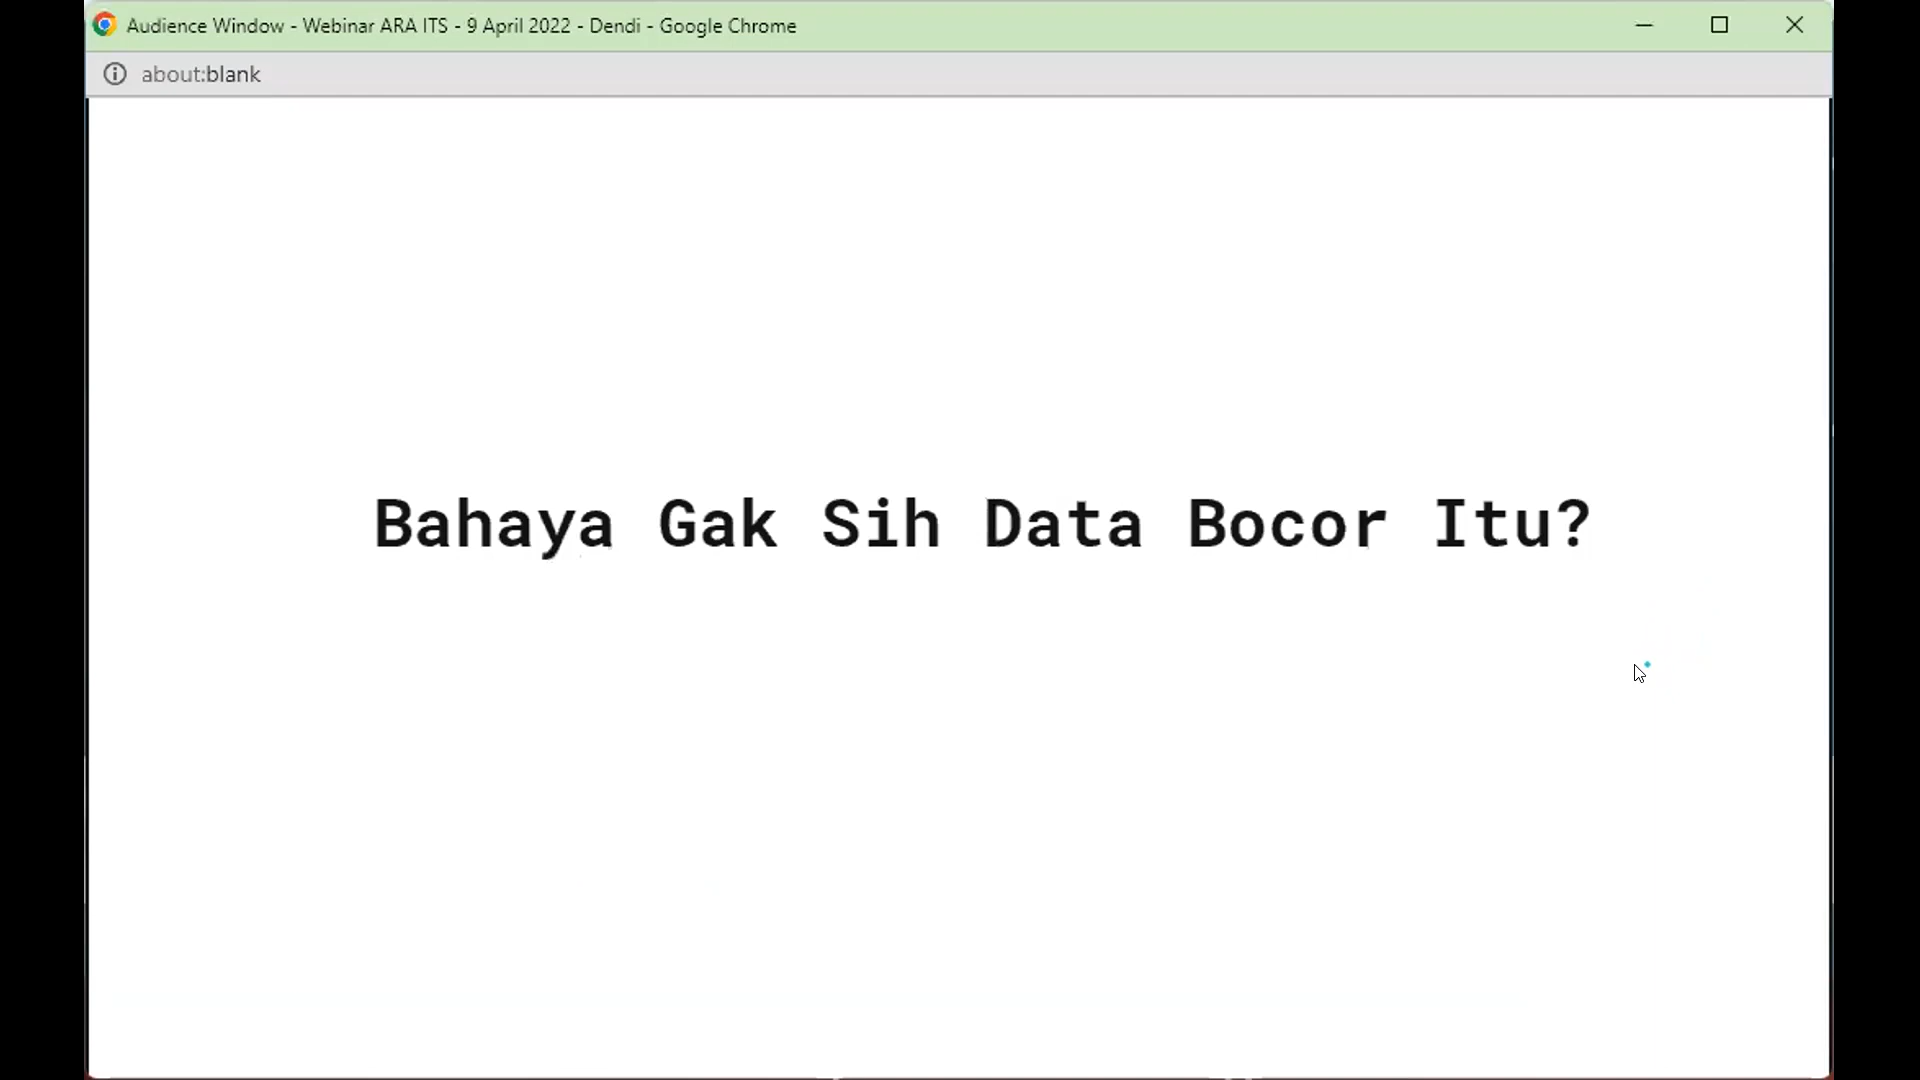 Audience Window - Webinar ARA ITS - 9 April 2022 - Dendi - Google Chrome
about:blank
Bahaya Gak Sih Data Bocor Itu?